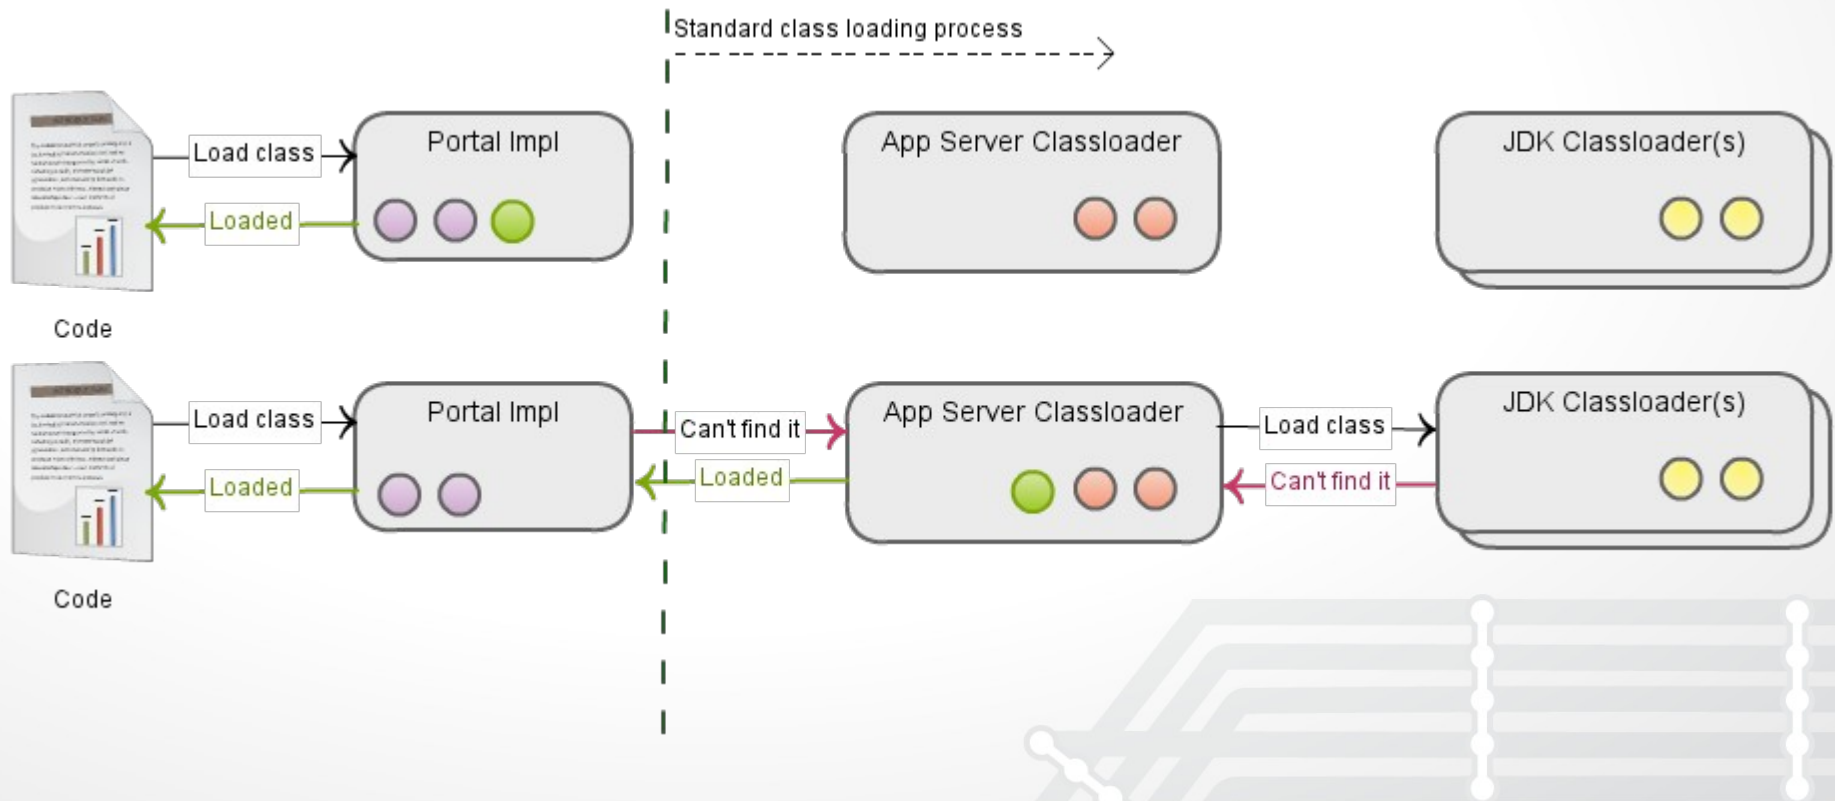 Standard class loading process
Load class
Portal Impl
App Server Classloader
JDK Classloader(s)
Loaded
Code
Load class
Portal Impl
Can't find it
App Server Classloader
Load class
JDK Classloader(s)
Loaded
Loaded
Can't find it
Code